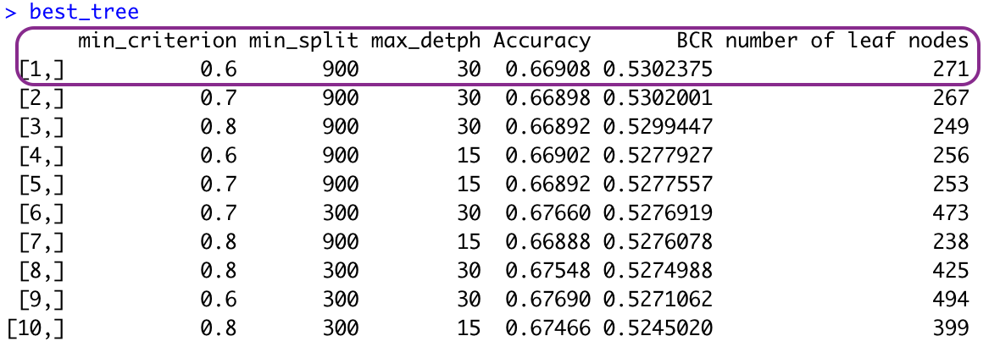 > best_tree
min_criterion min_split max_detph Accuracy BCR number of leaf nodes
[1,] 0.6 900 30 0.66908 0.5302375 271
[2,] 0.7 900 30 0.66898 0.5302001 267
[3,] 0.8 900 30 0.66892 0.5299447 249
[4,] 0.6 900 15 0.66902 0.5277927 256
[5,] 0.7 900 15 0.66892 0.5277557 253
[6,] 0.7 300 30 0.67660 0.5276919 473
[7,] 0.8 900 15 0.66888 0.5276078 238
[8,] 0.8 300 30 0.67548 0.5274988 425
[9,] 0.6 300 30 0.67690 0.5271062 494
[10,] 0.8 300 15 0.67466 0.5245020 399